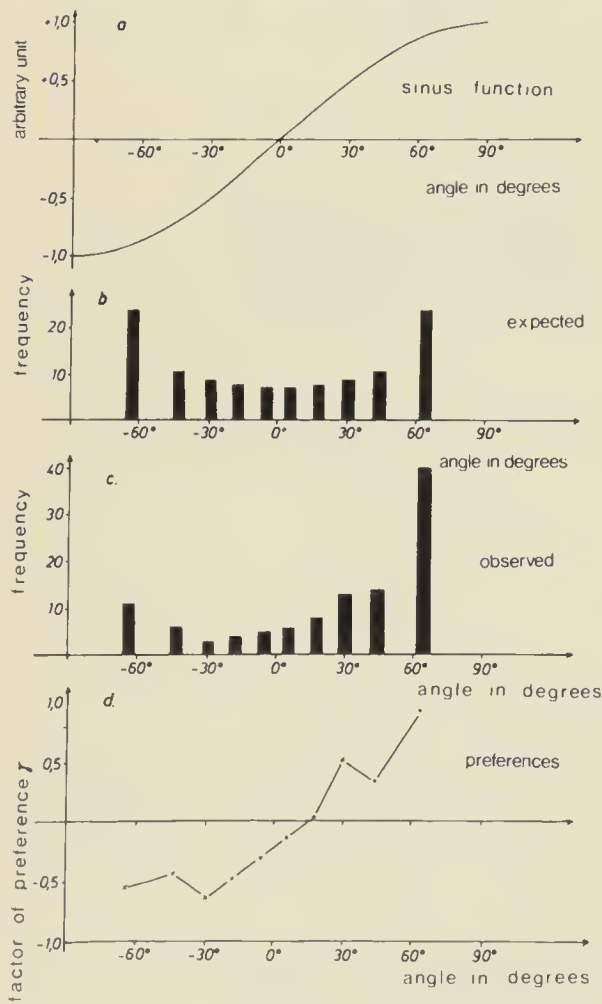 +1,0
a
+0,5
sinus function
arbitrary unit
-60° -30° 0° 30° 60° 90°
angle in degrees
-0,5
-1,0
b
20
expected
frequency
10
-60° -30° 0° 30° 60° 90°
angle in degrees
40
c.
30
frequency
20
observed
10
-60° -30° 0° 30° 60° 90°
angle in degrees
1,0
d.
0,5
preferences
factor of preference γ
-0,5
-1,0
-60° -30° 0° 30° 60° 90°
angle in degrees